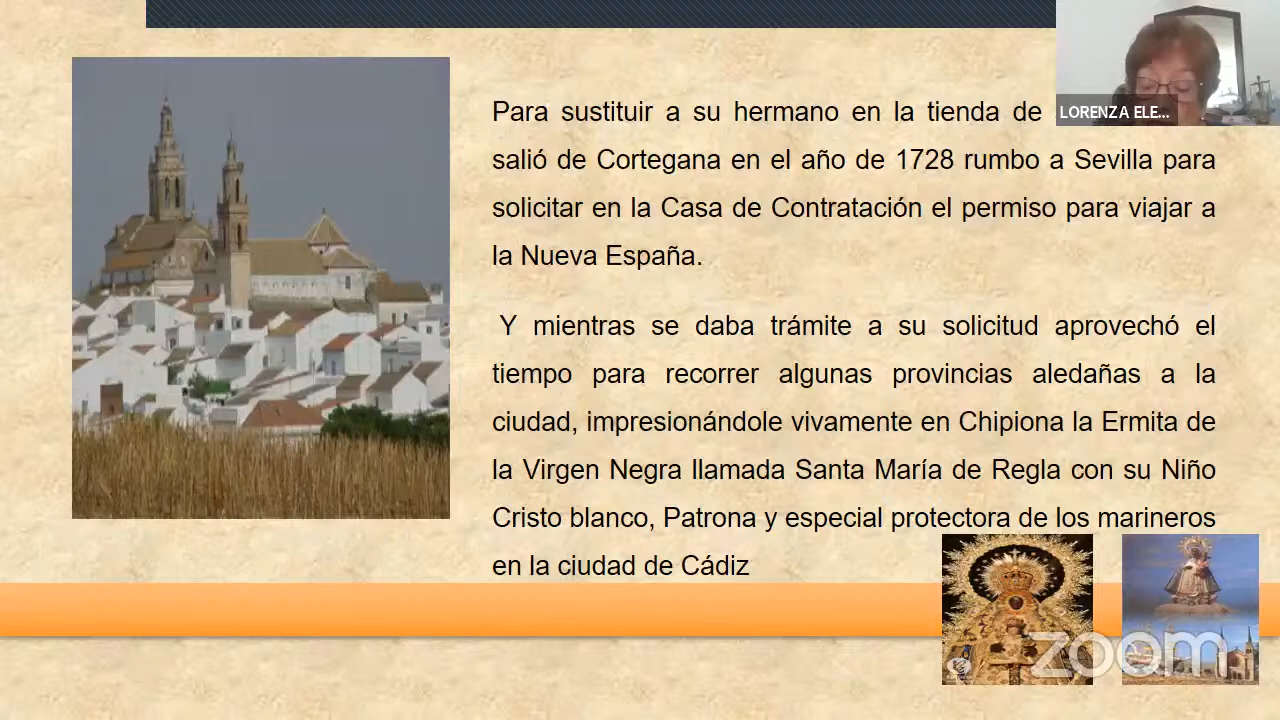 Para sustituir a su hermano en la tienda de
LORENZA ELE...
salió de Cortegana en el año de 1728 rumbo a Sevilla para
solicitar en la Casa de Contratación el permiso para viajar a
la Nueva España.
Y mientras se daba trámite a su solicitud aprovechó el
tiempo para recorrer algunas provincias aledañas a la
ciudad, impresionándole vivamente en Chipiona la Ermita de
la Virgen Negra llamada Santa María de Regla con su Niño
Cristo blanco, Patrona y especial protectora de los marineros
en la ciudad de Cádiz
zoom